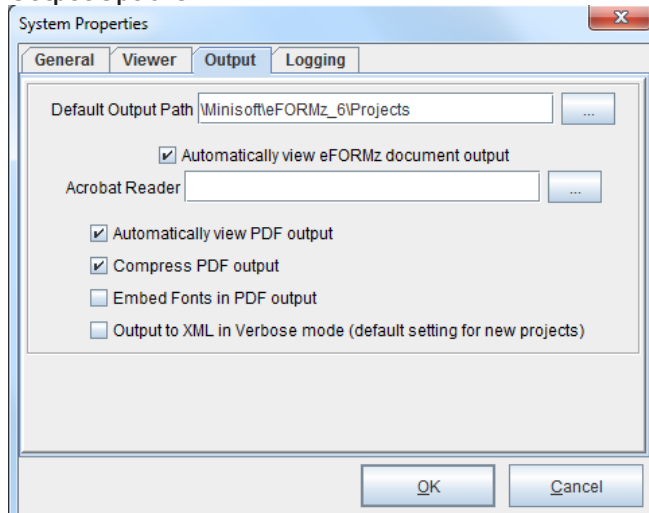 System Properties
General Viewer Output Logging
Default Output Path \Minisoft\eFORMz_6\Projects ...
Automatically view eFORMz document output
Acrobat Reader ...
Automatically view PDF output
Compress PDF output
Embed Fonts in PDF output
Output to XML in Verbose mode (default setting for new projects)
OK Cancel